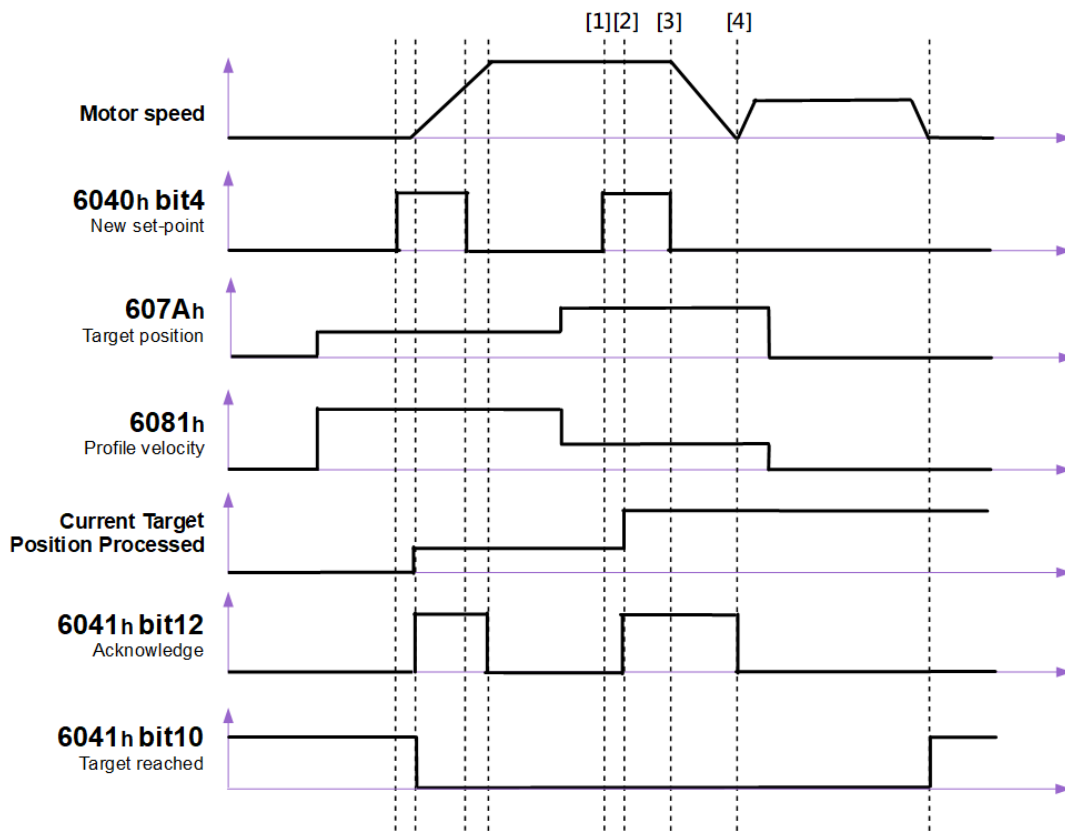 [1] [2] [3] [4]
Motor speed
6040h bit4
New set-point
607Ah
Target position
6081h
Profile velocity
Current Target
Position Processed
6041h bit12
Acknowledge
6041h bit10
Target reached